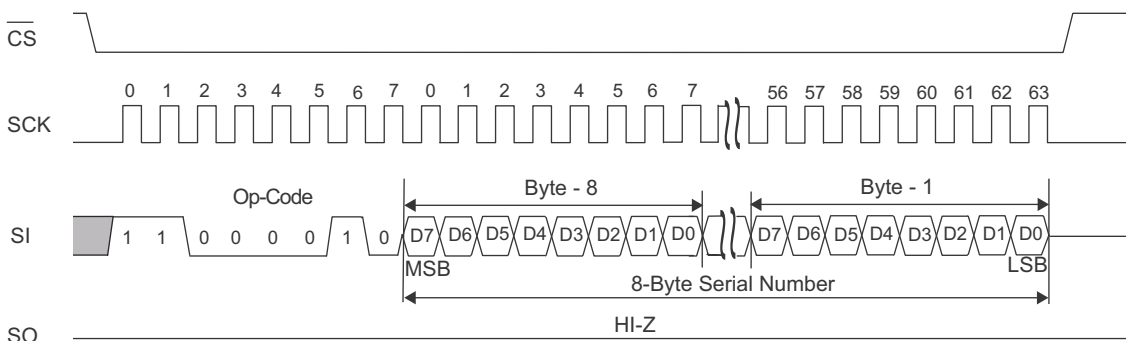 CS
0 1 2 3 4 5 6 7 0 1 2 3 4 5 6 7 56 57 58 59 60 61 62 63
SCK
Op-Code Byte - 8 Byte - 1
SI 1 1 0 0 0 0 1 0 D7 D6 D5 D4 D3 D2 D1 D0 D7 D6 D5 D4 D3 D2 D1 D0
MSB LSB
8-Byte Serial Number
HI-Z
SO